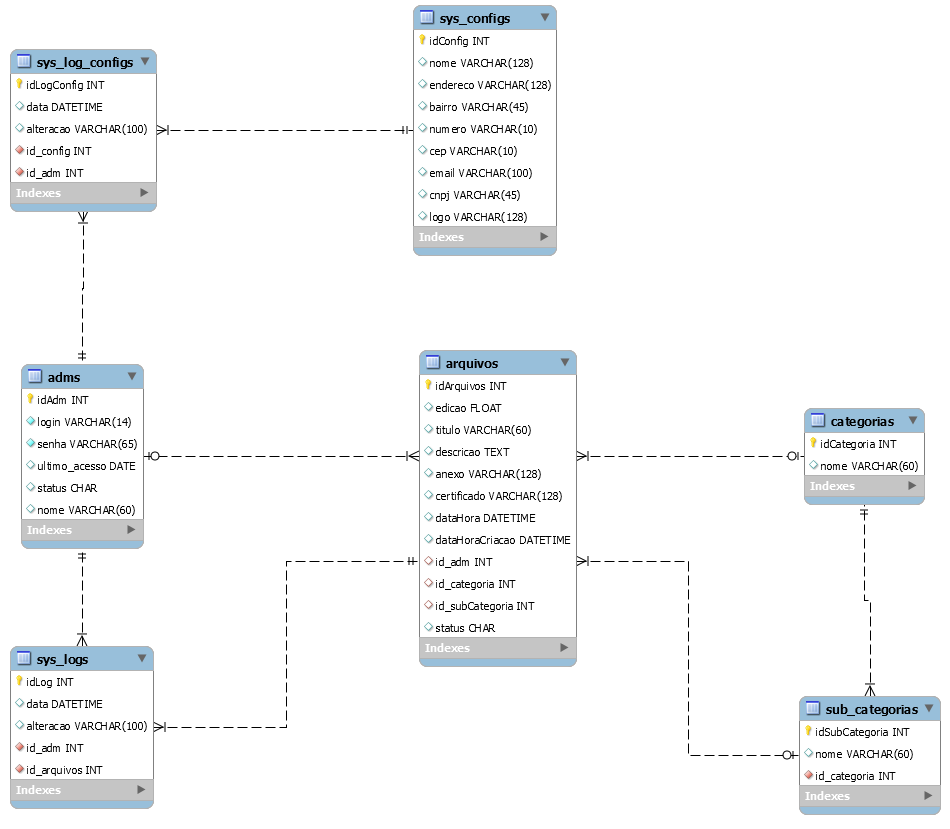 sys_configs
idConfig INT
nome VARCHAR(128)
endereco VARCHAR(128)
bairro VARCHAR(45)
numero VARCHAR(10)
cep VARCHAR(10)
email VARCHAR(100)
cnpj VARCHAR(45)
logo VARCHAR(128)
Indexes
sys_log_configs
idLogConfig INT
data DATETIME
alteracao VARCHAR(100)
id_config INT
id_adm INT
Indexes
adms
idAdm INT
login VARCHAR(14)
senha VARCHAR(65)
ultimo_acesso DATE
status CHAR
nome VARCHAR(60)
Indexes
arquivos
idArquivos INT
edicao FLOAT
titulo VARCHAR(60)
descricao TEXT
anexo VARCHAR(128)
certificado VARCHAR(128)
dataHora DATETIME
dataHoraCriacao DATETIME
id_adm INT
id_categoria INT
id_subCategoria INT
status CHAR
Indexes
categorias
idCategoria INT
nome VARCHAR(60)
Indexes
sys_logs
idLog INT
data DATETIME
alteracao VARCHAR(100)
id_adm INT
id_arquivos INT
Indexes
sub_categorias
idSubCategoria INT
nome VARCHAR(60)
id_categoria INT
Indexes